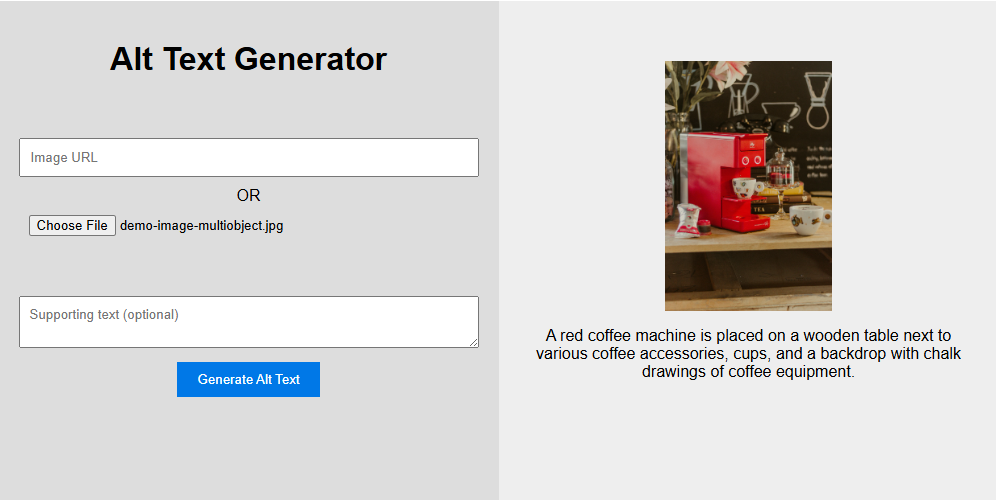 Alt Text Generator
Image URL
OR
Choose File demo-image-multiobject.jpg
Supporting text (optional)
Generate Alt Text
A red coffee machine is placed on a wooden table next to
various coffee accessories, cups, and a backdrop with chalk
drawings of coffee equipment.